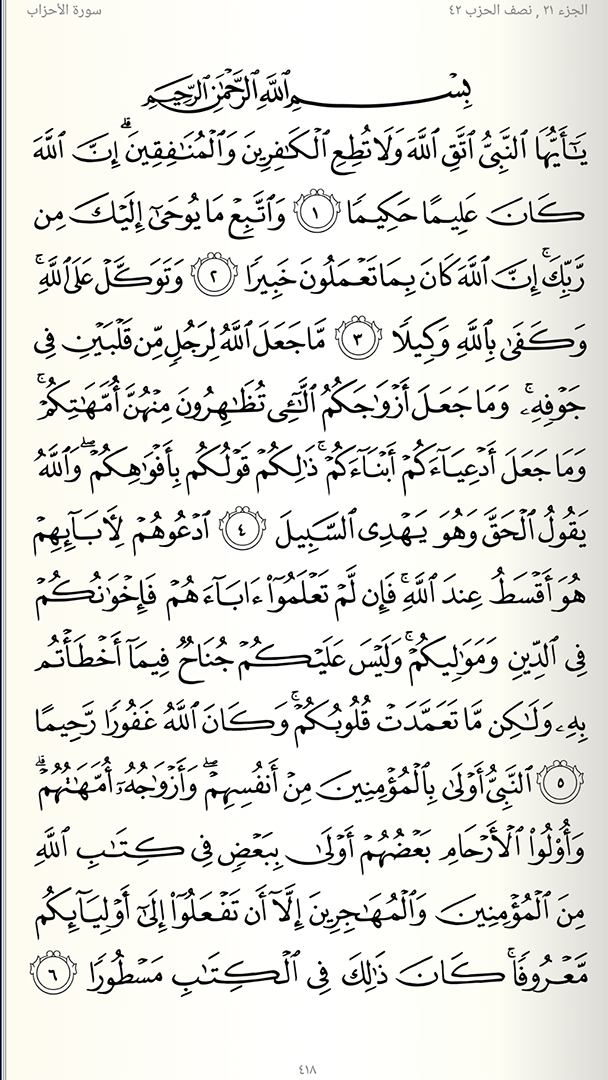 الجزء ٢١ , نصف الحزب ٤٢
سورة الأحزاب
بِسْمِ ٱللَّهِ ٱلرَّحْمَٰنِ ٱلرَّحِيمِ
يَٰٓأَيُّهَا ٱلنَّبِىُّ ٱتَّقِ ٱللَّهَ وَلَا تُطِعِ ٱلْكَٰفِرِينَ وَٱلْمُنَٰفِقِينَ ۗ إِنَّ ٱللَّهَ
كَانَ عَلِيمًا حَكِيمًا ١ وَٱتَّبِعْ مَا يُوحَىٰٓ إِلَيْكَ مِن
رَّبِّكَ ۚ إِنَّ ٱللَّهَ كَانَ بِمَا تَعْمَلُونَ خَبِيرًا ٢ وَتَوَكَّلْ عَلَى ٱللَّهِ ۚ
وَكَفَىٰ بِٱللَّهِ وَكِيلًا ٣ مَّا جَعَلَ ٱللَّهُ لِرَجُلٍ مِّن قَلْبَيْنِ فِى
جَوْفِهِۦ ۚ وَمَا جَعَلَ أَزْوَٰجَكُمُ ٱلَّٰٓـِٔى تُظَٰهِرُونَ مِنْهُنَّ أُمَّهَٰتِكُمْ ۚ
وَمَا جَعَلَ أَدْعِيَآءَكُمْ أَبْنَآءَكُمْ ۚ ذَٰلِكُمْ قَوْلُكُم بِأَفْوَٰهِكُمْ ۖ وَٱللَّهُ
يَقُولُ ٱلْحَقَّ وَهُوَ يَهْدِى ٱلسَّبِيلَ ٤ ٱدْعُوهُمْ لِـَٔابَآئِهِمْ
هُوَ أَقْسَطُ عِندَ ٱللَّهِ ۚ فَإِن لَّمْ تَعْلَمُوٓا۟ ءَابَآءَهُمْ فَإِخْوَٰنُكُمْ
فِى ٱلدِّينِ وَمَوَٰلِيكُمْ ۚ وَلَيْسَ عَلَيْكُمْ جُنَاحٌ فِيمَآ أَخْطَأْتُم
بِهِۦ وَلَٰكِن مَّا تَعَمَّدَتْ قُلُوبُكُمْ ۚ وَكَانَ ٱللَّهُ غَفُورًا رَّحِيمًا
٥ ٱلنَّبِىُّ أَوْلَىٰ بِٱلْمُؤْمِنِينَ مِنْ أَنفُسِهِمْ ۖ وَأَزْوَٰجُهُۥٓ أُمَّهَٰتُهُمْ ۗ
وَأُو۟لُوا۟ ٱلْأَرْحَامِ بَعْضُهُمْ أَوْلَىٰ بِبَعْضٍ فِى كِتَٰبِ ٱللَّهِ
مِنَ ٱلْمُؤْمِنِينَ وَٱلْمُهَٰجِرِينَ إِلَّآ أَن تَفْعَلُوٓا۟ إِلَىٰٓ أَوْلِيَآئِكُم
مَّعْرُوفًا ۚ كَانَ ذَٰلِكَ فِى ٱلْكِتَٰبِ مَسْطُورًا ٦
٤١٨